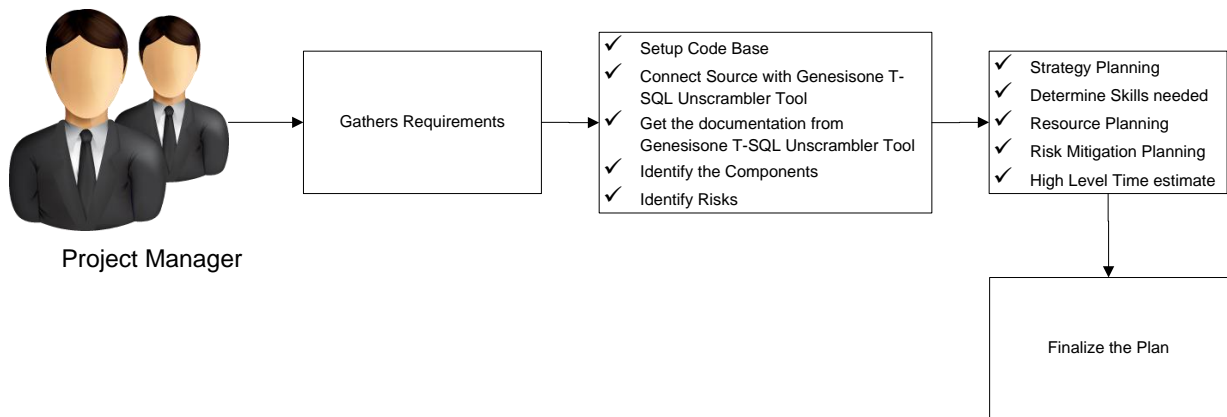 Project Manager
Gathers Requirements
✓ Setup Code Base
✓ Connect Source with Genesisone T-
SQL Unscrambler Tool
✓ Get the documentation from
Genesisone T-SQL Unscrambler Tool
✓ Identify the Components
✓ Identify Risks
✓ Strategy Planning
✓ Determine Skills needed
✓ Resource Planning
✓ Risk Mitigation Planning
✓ High Level Time estimate
Finalize the Plan